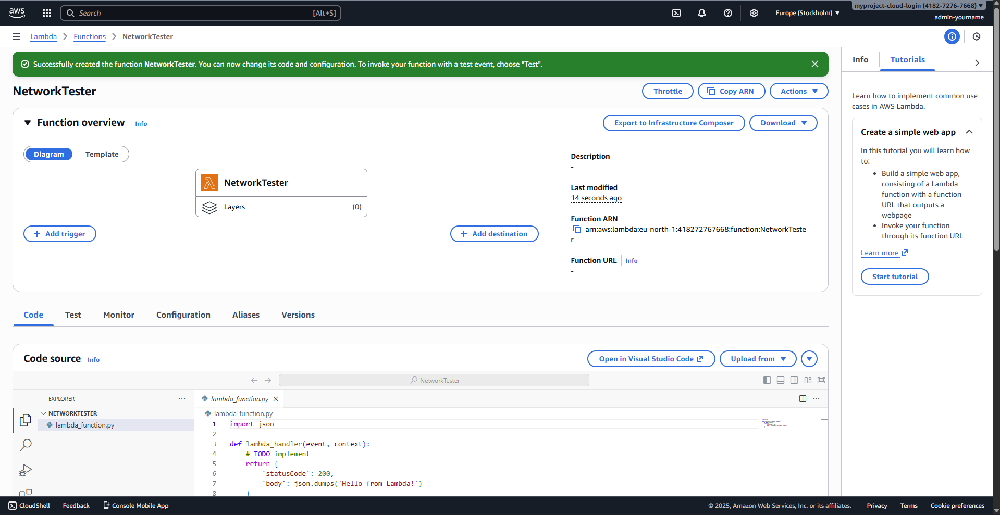 aws
Search
[Alt+S]
Europe (Stockholm)
myproject-cloud-login (4182-7276-7668)
admin-yourname
Lambda
Functions
NetworkTester
Successfully created the function NetworkTester. You can now change its code and configuration. To invoke your function with a test event, choose "Test".
NetworkTester
Throttle
Copy ARN
Actions
Function overview
Info
Export to Infrastructure Composer
Download
Diagram
Template
NetworkTester
Layers
(0)
Add trigger
Add destination
Description
-
Last modified
14 seconds ago
Function ARN
arn:aws:lambda:eu-north-1:418272767668:function:NetworkTeste
r
Function URL
Info
-
Code
Test
Monitor
Configuration
Aliases
Versions
Code source
Info
Open in Visual Studio Code
Upload from
NetworkTester
EXPLORER
NETWORKTESTER
lambda_function.py
lambda_function.py
lambda_function.py
1 import json
2
3 def lambda_handler(event, context):
4 # TODO implement
5 return {
6 'statusCode': 200,
7 'body': json.dumps('Hello from Lambda!')
8 }
Info
Tutorials
Learn how to implement common use
cases in AWS Lambda.
Create a simple web app
In this tutorial you will learn how
to:
• Build a simple web app,
consisting of a Lambda
function with a function
URL that outputs a
webpage
• Invoke your function
through its function URL
Learn more
Start tutorial
CloudShell
Feedback
Console Mobile App
© 2025, Amazon Web Services, Inc. or its affiliates.
Privacy
Terms
Cookie preferences